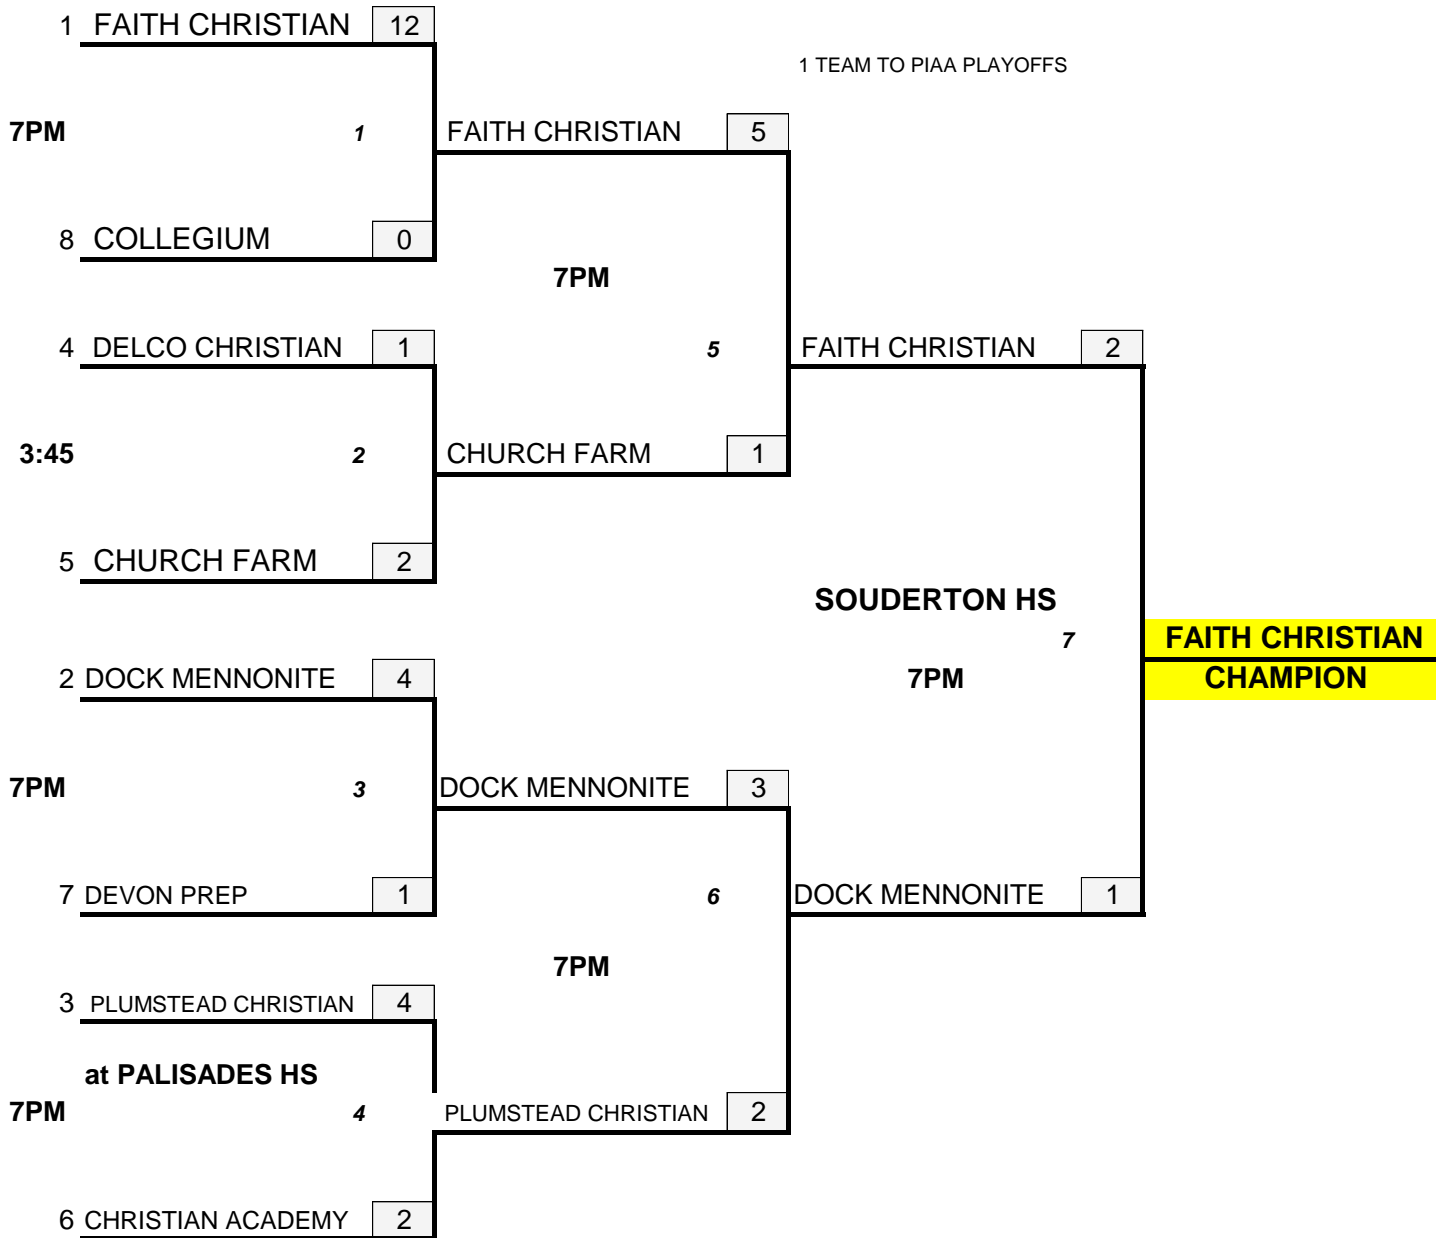 1 FAITH CHRISTIAN 12
1 TEAM TO PIAA PLAYOFFS
7PM 1 FAITH CHRISTIAN 5
8 COLLEGIUM 0
7PM
4 DELCO CHRISTIAN 1 5 FAITH CHRISTIAN 2
3:45 2 CHURCH FARM 1
5 CHURCH FARM 2
SOUDERTON HS
7 FAITH CHRISTIAN
2 DOCK MENNONITE 4 7PM CHAMPION
7PM 3 DOCK MENNONITE 3
7 DEVON PREP 1 6 DOCK MENNONITE 1
7PM
3 PLUMSTEAD CHRISTIAN 4
at PALISADES HS
7PM 4 PLUMSTEAD CHRISTIAN 2
6 CHRISTIAN ACADEMY 2